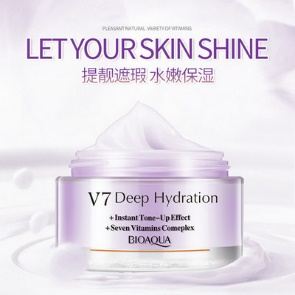 PLEASANT NATURAL VARIETY OF VITAMINS
LET YOUR SKIN SHINE
提靓遮瑕 水嫩保湿
V7 Deep Hydration
+Instant Tone-Up Effect
+Seven Vitamins Comeplex
BIOAQUA